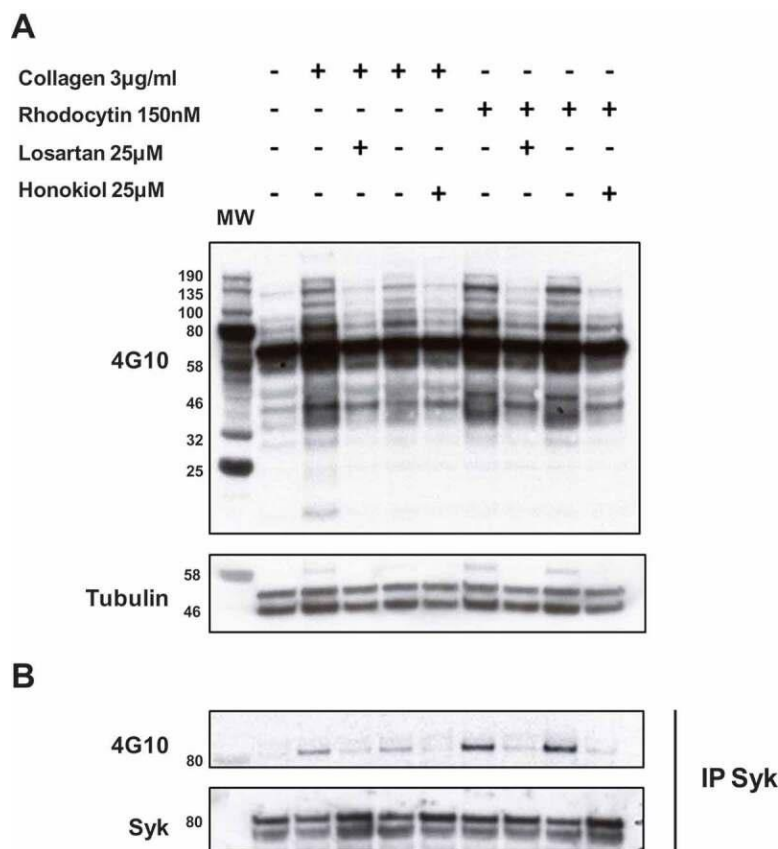 A
Collagen 3µg/ml - + + + + - - - -
Rhodocytin 150nM - - - - - + + + +
Losartan 25µM - - + - - - + - -
Honokiol 25µM - - - - + - - - +
MW
190
135
100
80
4G10
58
46
32
25
58
Tubulin
46
B
4G10
80
IP Syk
Syk 80